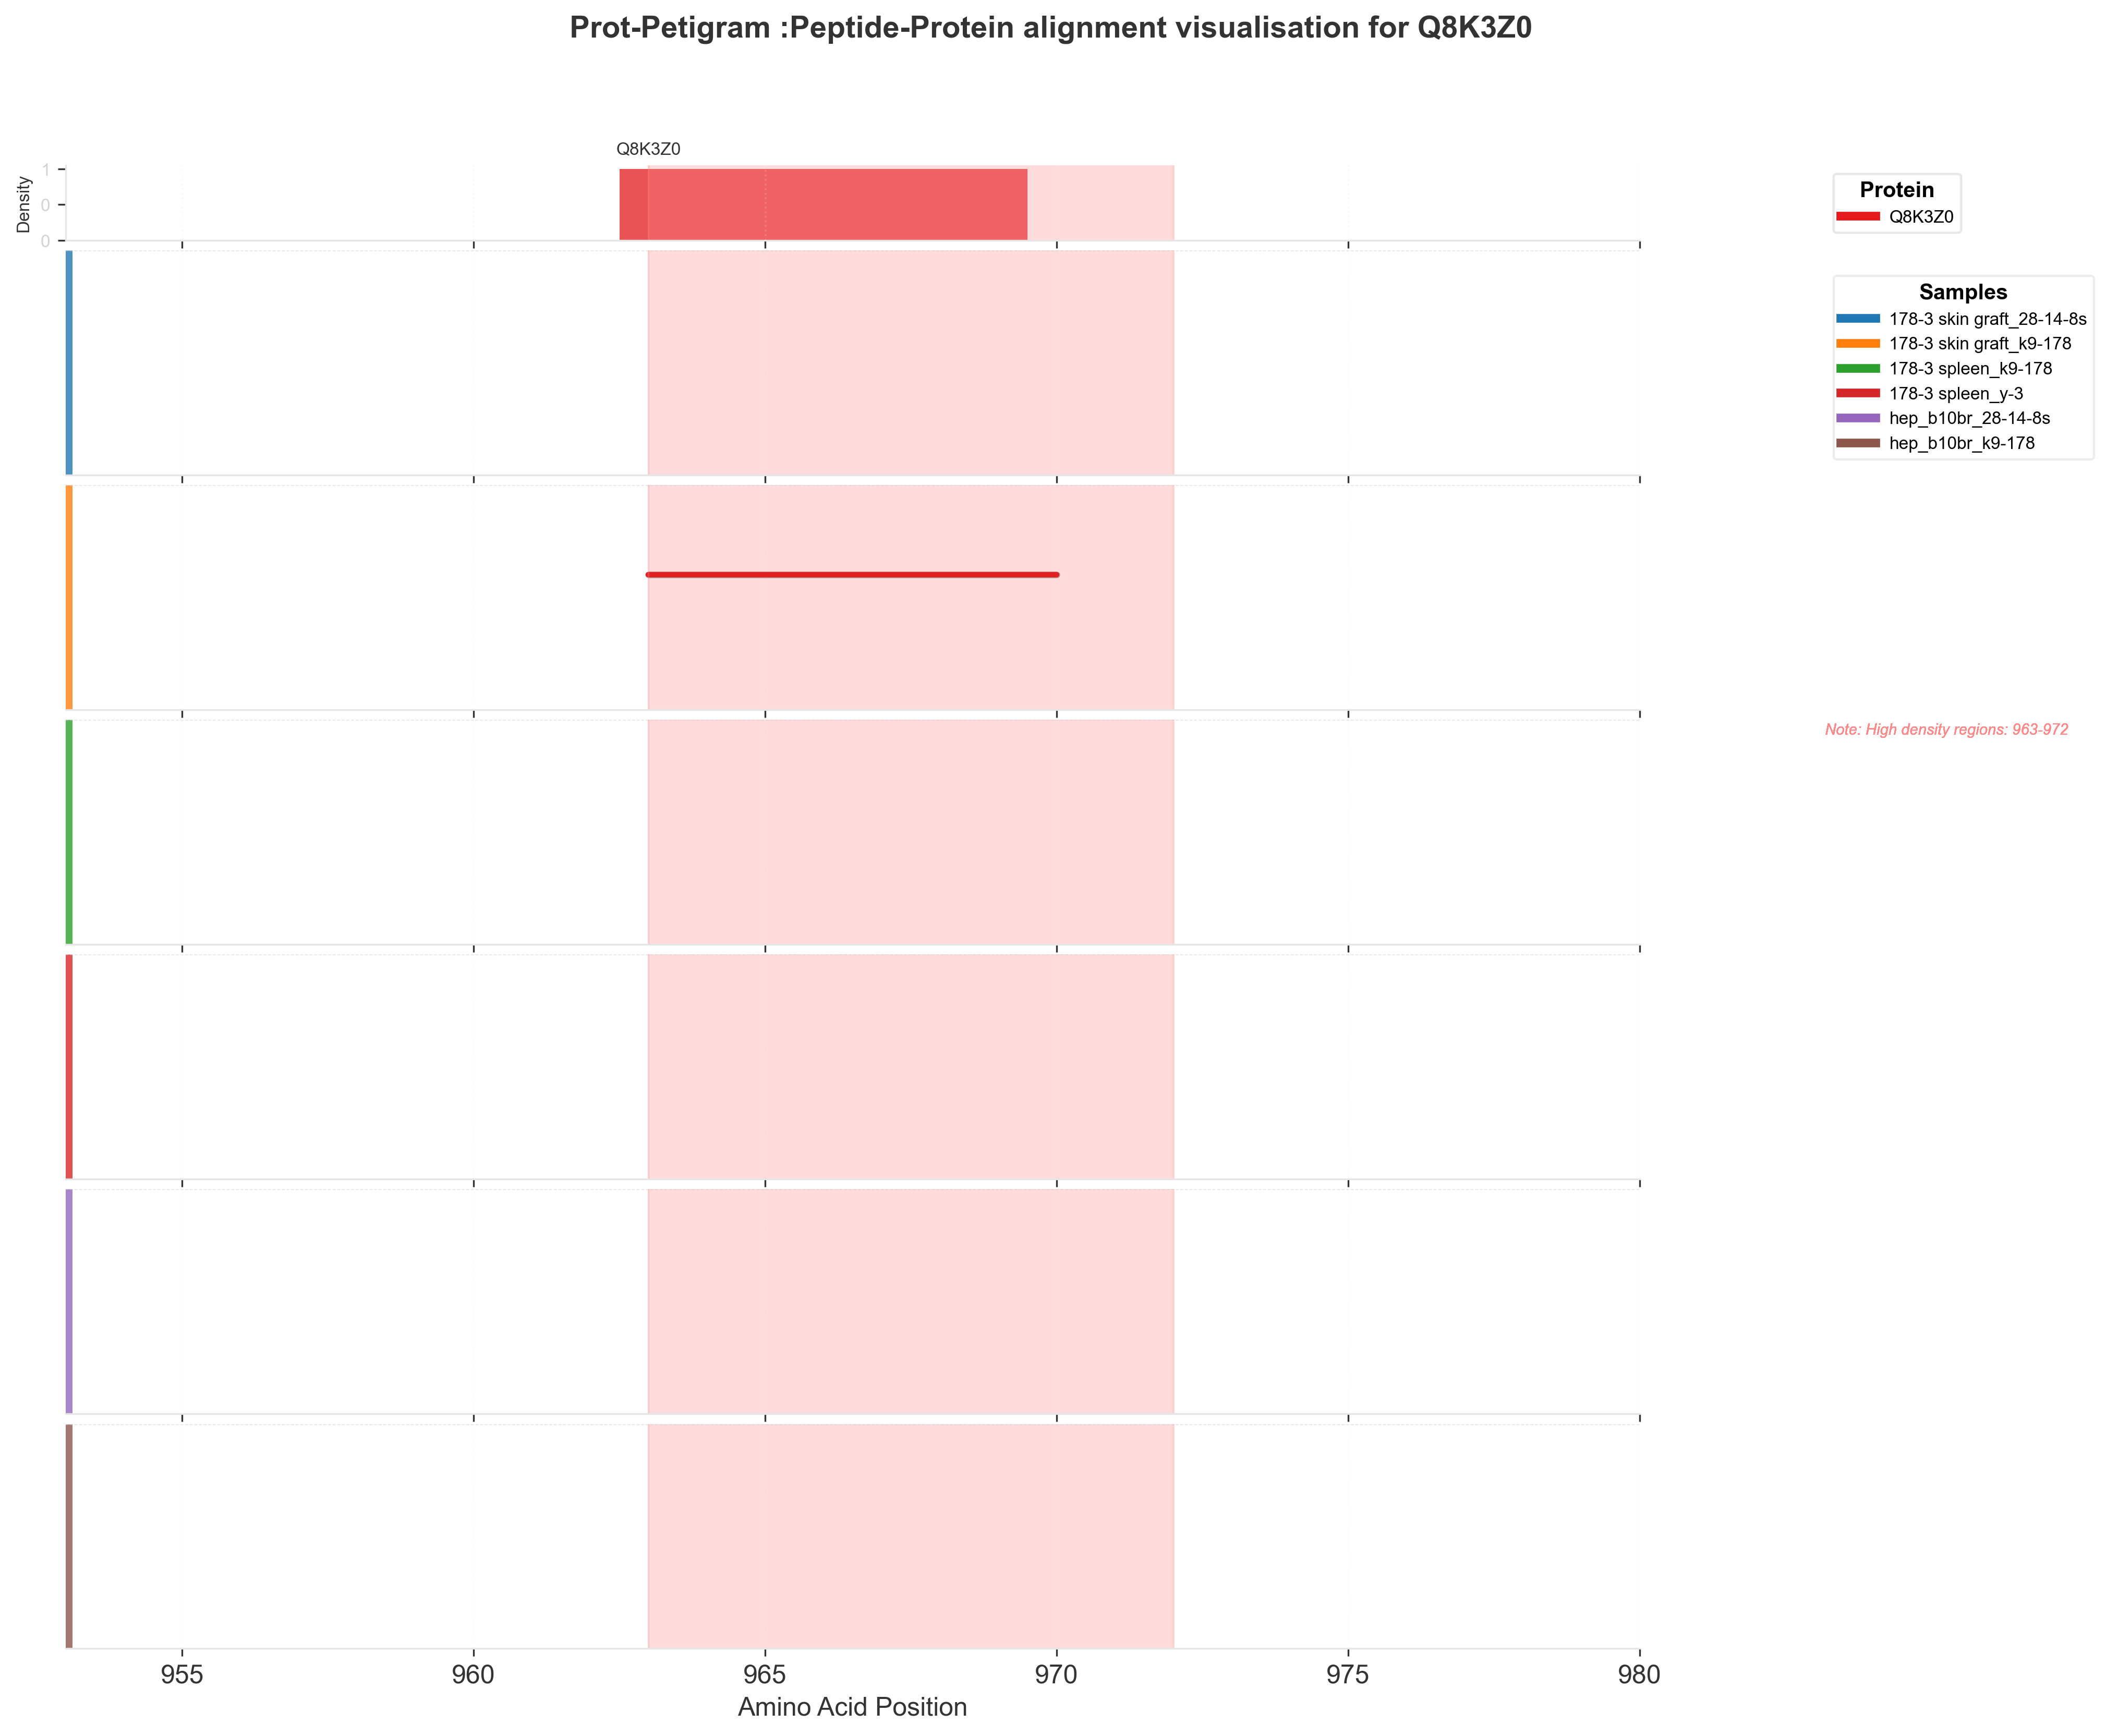 Prot-Petigram :Peptide-Protein alignment visualisation for Q8K3Z0
Q8K3Z0
Density
1
0
0
Protein
Q8K3Z0
Samples
178-3 skin graft_28-14-8s
178-3 skin graft_k9-178
178-3 spleen_k9-178
178-3 spleen_y-3
hep_b10br_28-14-8s
hep_b10br_k9-178
Note: High density regions: 963-972
955 960 965 970 975 980
Amino Acid Position